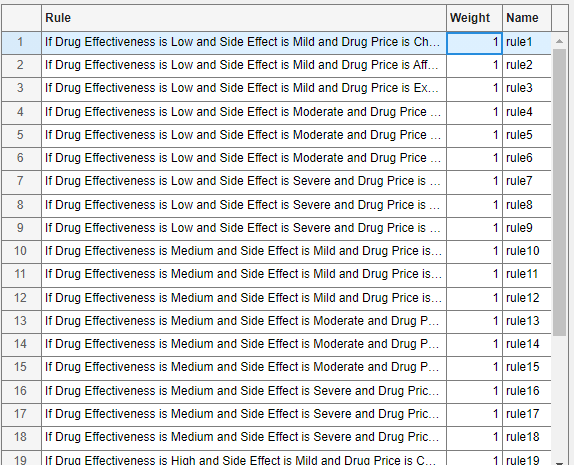 Rule Weight Name
1 If Drug Effectiveness is Low and Side Effect is Mild and Drug Price is Ch... 1 rule1
2 If Drug Effectiveness is Low and Side Effect is Mild and Drug Price is Aff... 1 rule2
3 If Drug Effectiveness is Low and Side Effect is Mild and Drug Price is Ex... 1 rule3
4 If Drug Effectiveness is Low and Side Effect is Moderate and Drug Price ... 1 rule4
5 If Drug Effectiveness is Low and Side Effect is Moderate and Drug Price ... 1 rule5
6 If Drug Effectiveness is Low and Side Effect is Moderate and Drug Price ... 1 rule6
7 If Drug Effectiveness is Low and Side Effect is Severe and Drug Price is ... 1 rule7
8 If Drug Effectiveness is Low and Side Effect is Severe and Drug Price is ... 1 rule8
9 If Drug Effectiveness is Low and Side Effect is Severe and Drug Price is ... 1 rule9
10 If Drug Effectiveness is Medium and Side Effect is Mild and Drug Price is... 1 rule10
11 If Drug Effectiveness is Medium and Side Effect is Mild and Drug Price is... 1 rule11
12 If Drug Effectiveness is Medium and Side Effect is Mild and Drug Price is... 1 rule12
13 If Drug Effectiveness is Medium and Side Effect is Moderate and Drug P... 1 rule13
14 If Drug Effectiveness is Medium and Side Effect is Moderate and Drug P... 1 rule14
15 If Drug Effectiveness is Medium and Side Effect is Moderate and Drug P... 1 rule15
16 If Drug Effectiveness is Medium and Side Effect is Severe and Drug Pric... 1 rule16
17 If Drug Effectiveness is Medium and Side Effect is Severe and Drug Pric... 1 rule17
18 If Drug Effectiveness is Medium and Side Effect is Severe and Drug Pric... 1 rule18
19 If Drug Effectiveness is High and Side Effect is Mild and Drug Price is C... 1 rule19